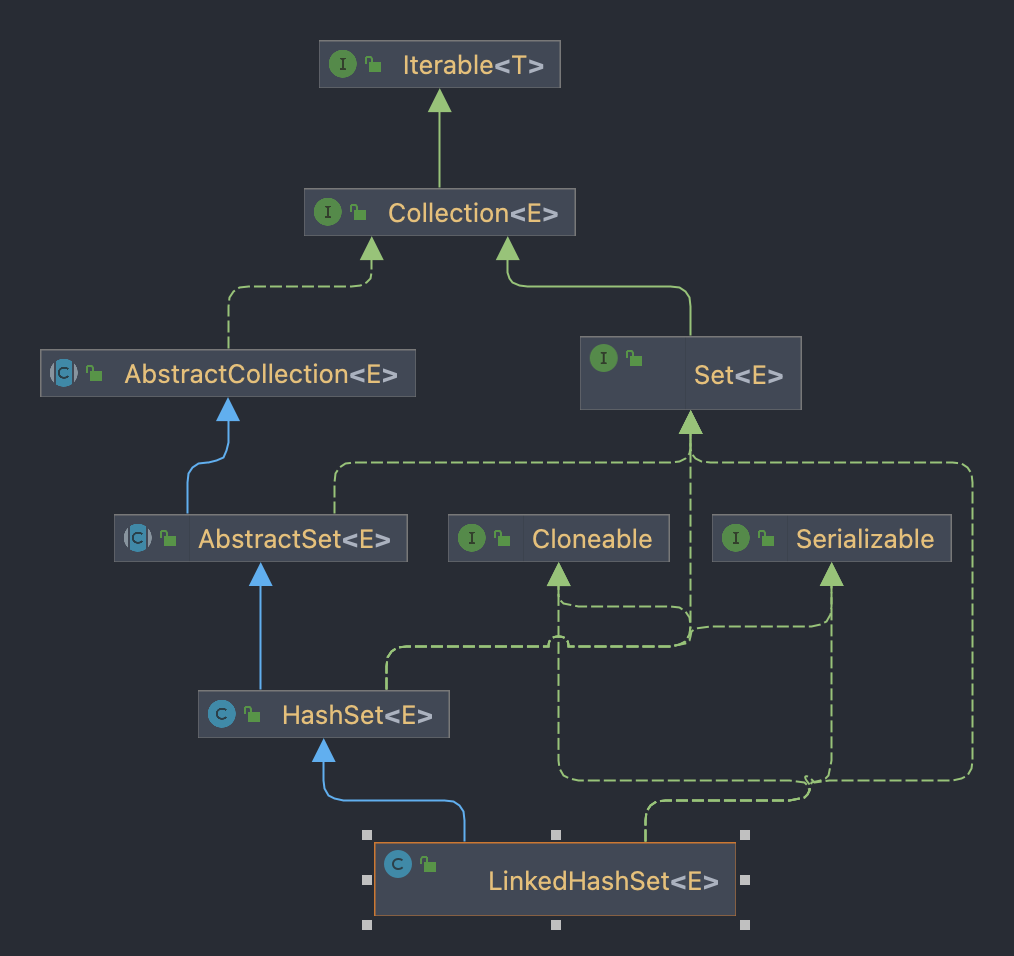 I Iterable<T>
I Collection<E>
C AbstractCollection<E>
I Set<E>
C AbstractSet<E>
I Cloneable
I Serializable
C HashSet<E>
C LinkedHashSet<E>